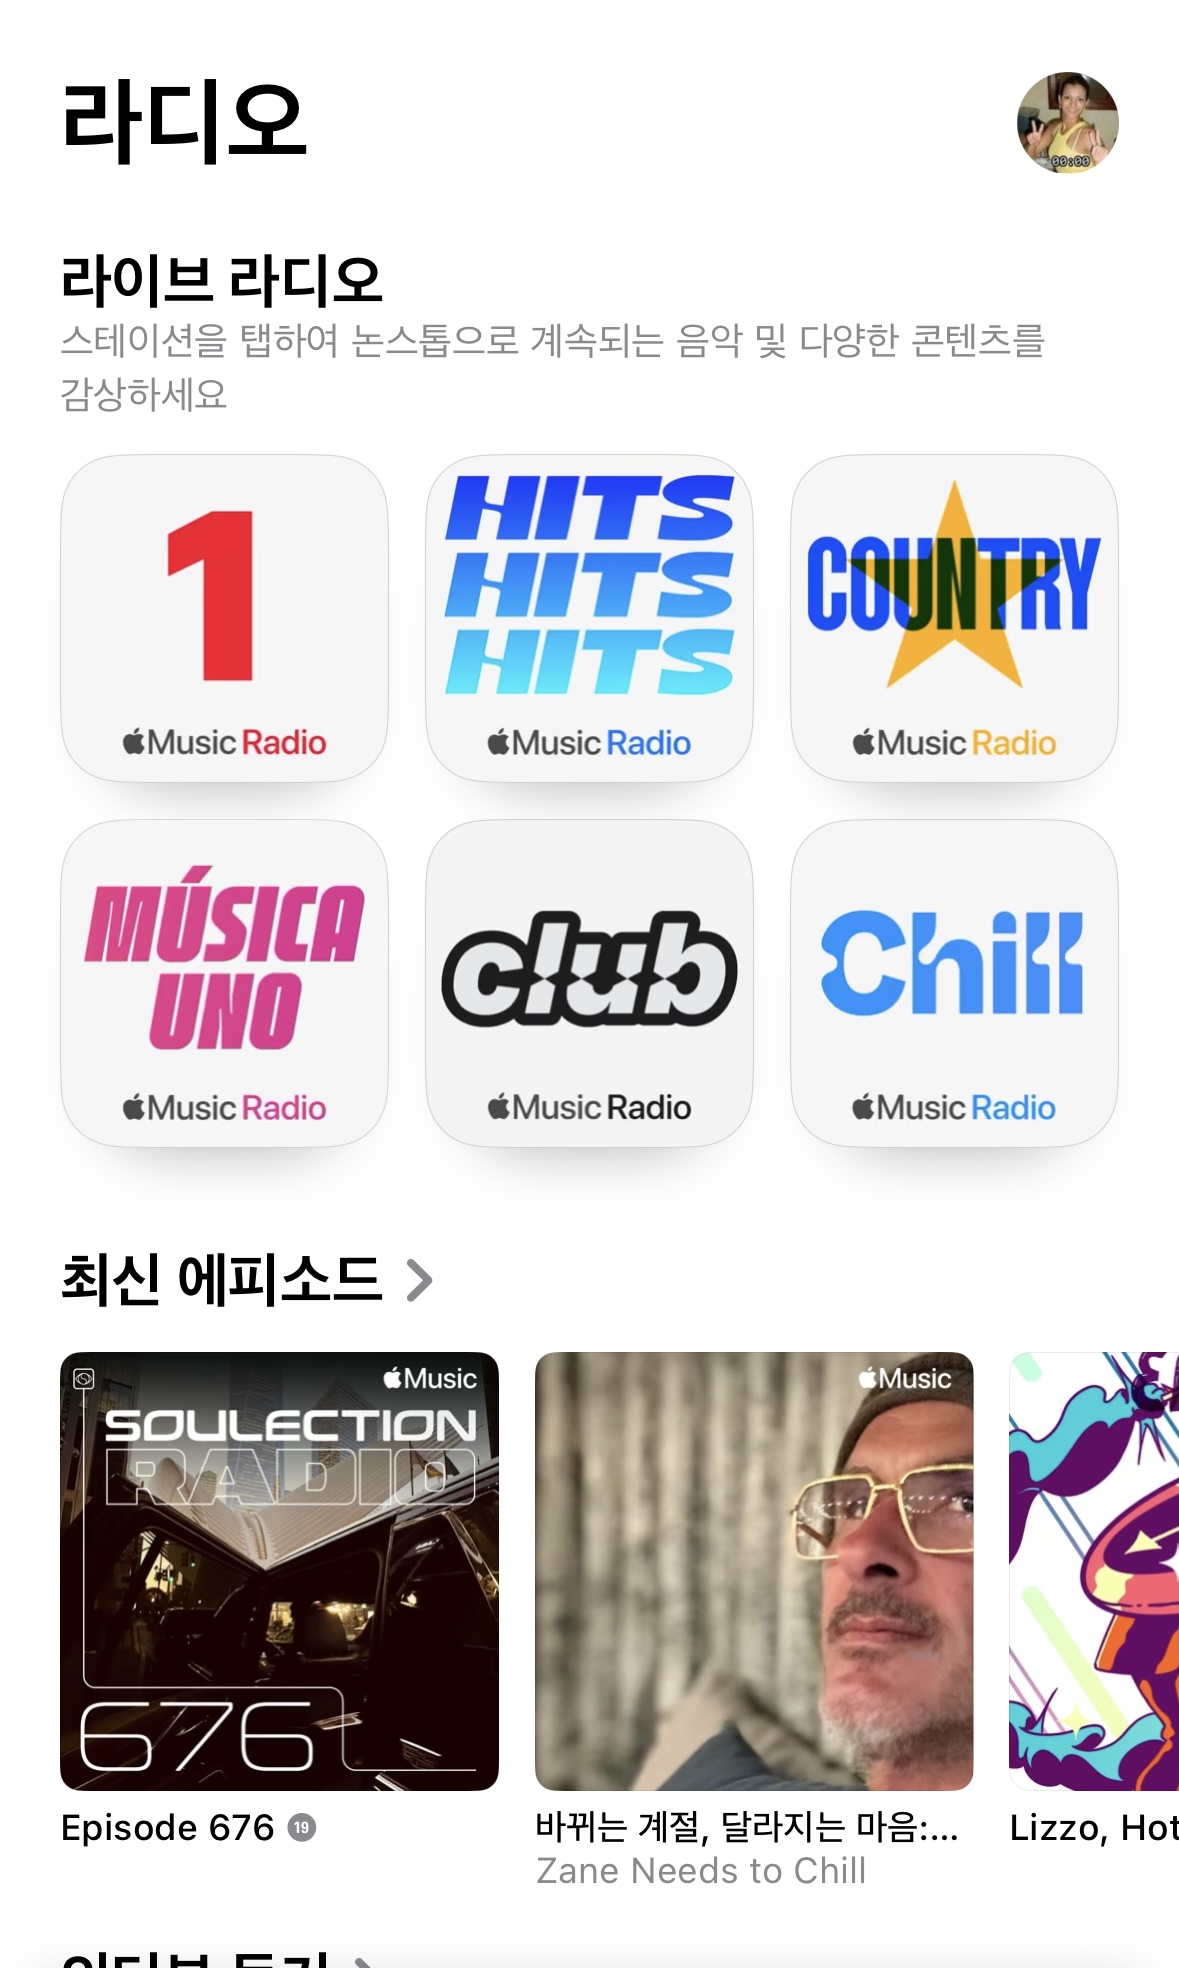 라디오
00:00
라이브 라디오
스테이션을 탭하여 논스톱으로 계속되는 음악 및 다양한 콘텐츠를
감상하세요
1
Music Radio
HITS
HITS
HITS
Music Radio
COUNTRY
Music Radio
MÚSICA
UNO
Music Radio
club
Music Radio
Chill
Music Radio
최신 에피소드
Music
SOULECTION
RADIO
676
Episode 676 19
Music
바뀌는 계절, 달라지는 마음:...
Zane Needs to Chill
Lizzo, Hot